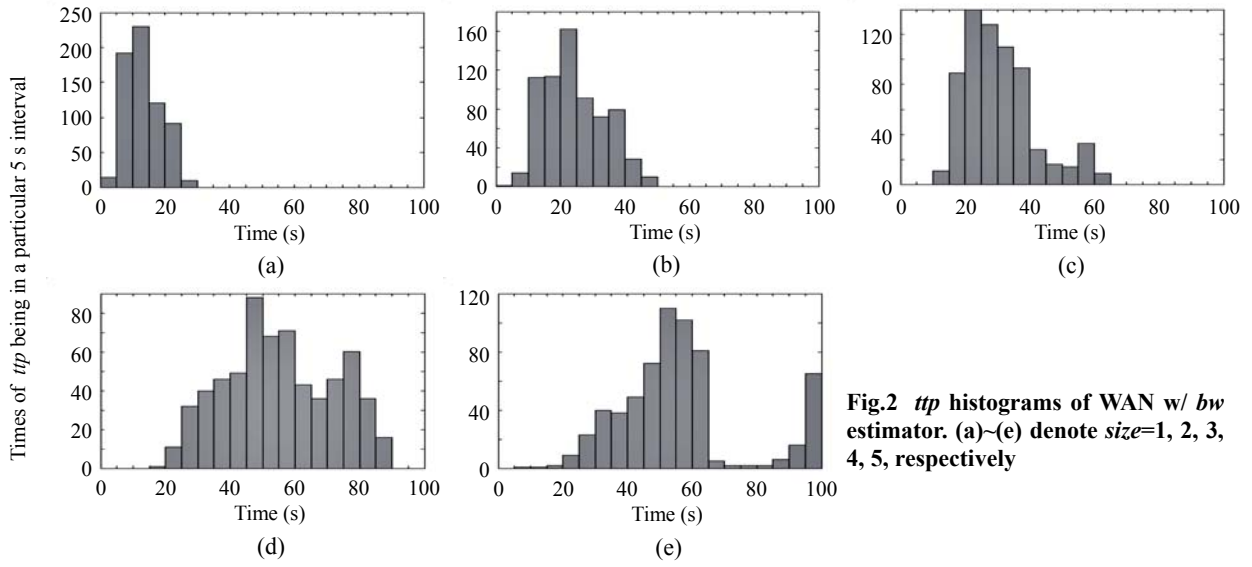 Times of ttp being in a particular 5 s interval
250
200
150
100
50
0
0 20 40 60 80 100
Time (s)
(a)
160
120
80
40
0
0 20 40 60 80 100
Time (s)
(b)
120
80
40
0
0 20 40 60 80 100
Time (s)
(c)
80
60
40
20
0
0 20 40 60 80 100
Time (s)
(d)
120
80
40
0
0 20 40 60 80 100
Time (s)
(e)
Fig.2 ttp histograms of WAN w/ bw
estimator. (a)~(e) denote size=1, 2, 3,
4, 5, respectively